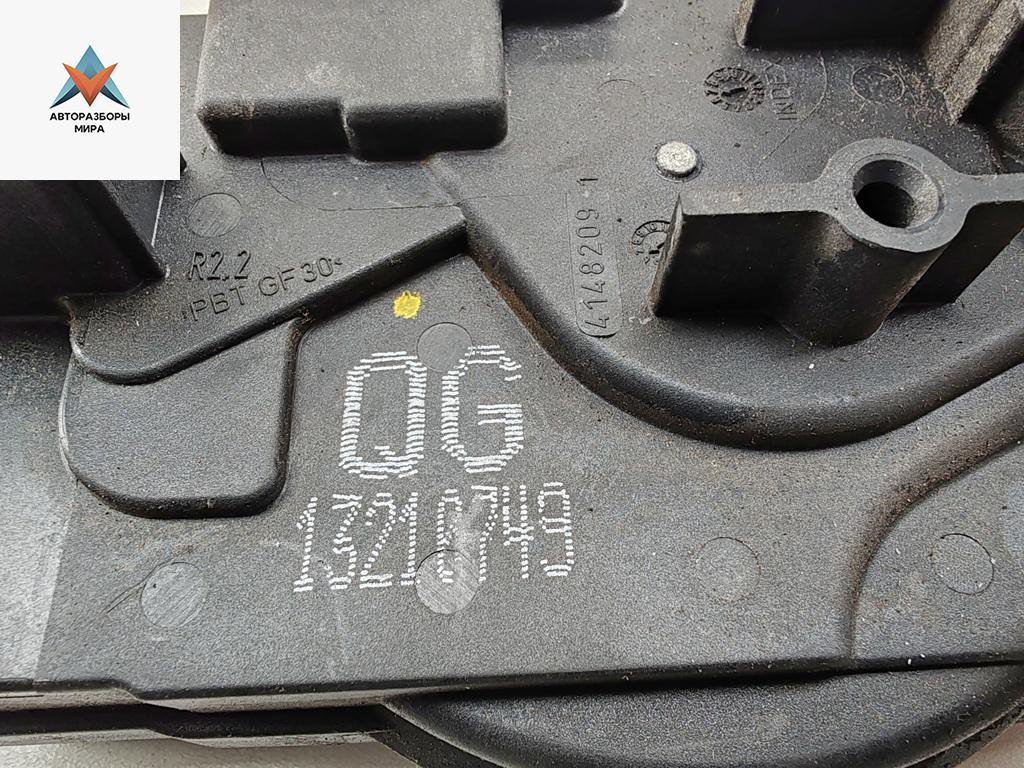 АВТОРАЗБОРЫ
МИРА
R2.2
>PBT GF30<
4148209 1
QG
13210749